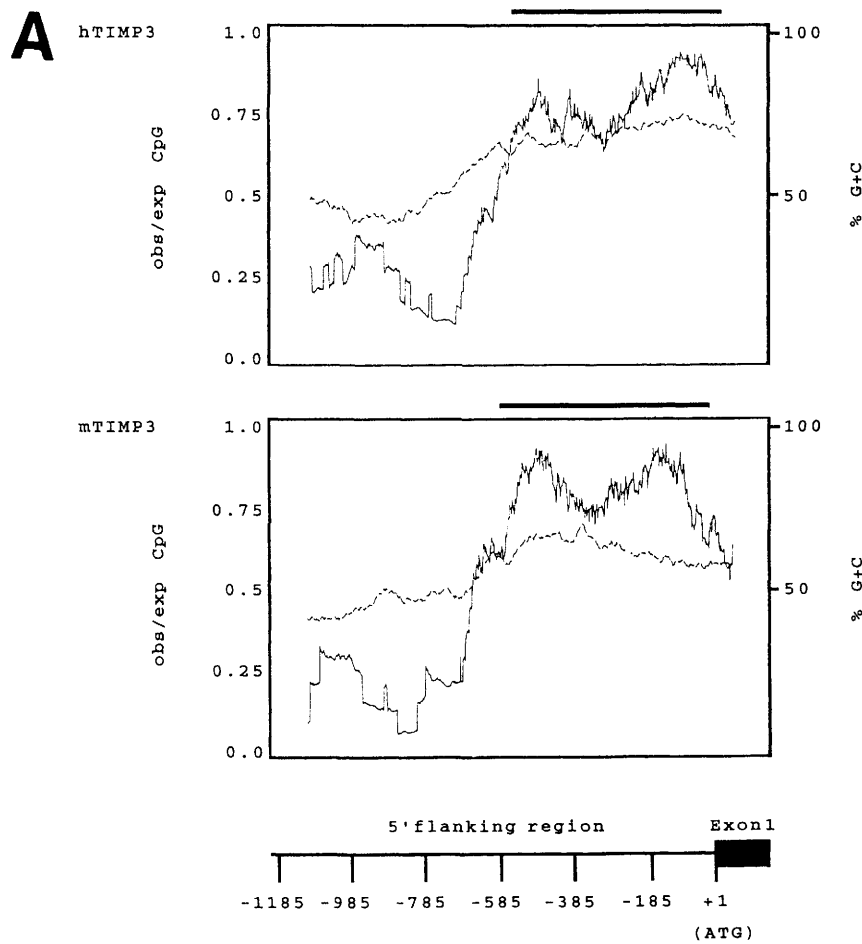 A
hTIMP3
1.0
0.75
0.5
0.25
0.0
obs/exp CpG
100
50
% G+C
mTIMP3
1.0
0.75
0.5
0.25
0.0
obs/exp CpG
100
50
% G+C
5'flanking region
Exon1
-1185 -985 -785 -585 -385 -185 +1
(ATG)